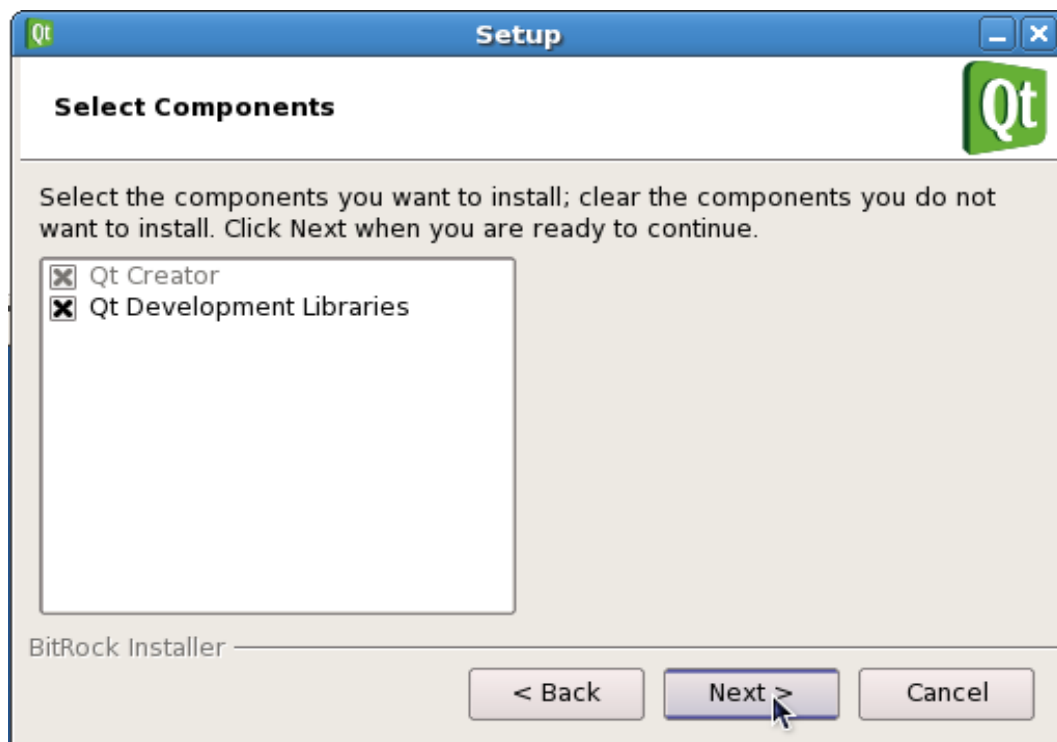 Qt Setup
Select Components
Qt
Select the components you want to install; clear the components you do not
want to install. Click Next when you are ready to continue.
Qt Creator
Qt Development Libraries
BitRock Installer
< Back Next > Cancel